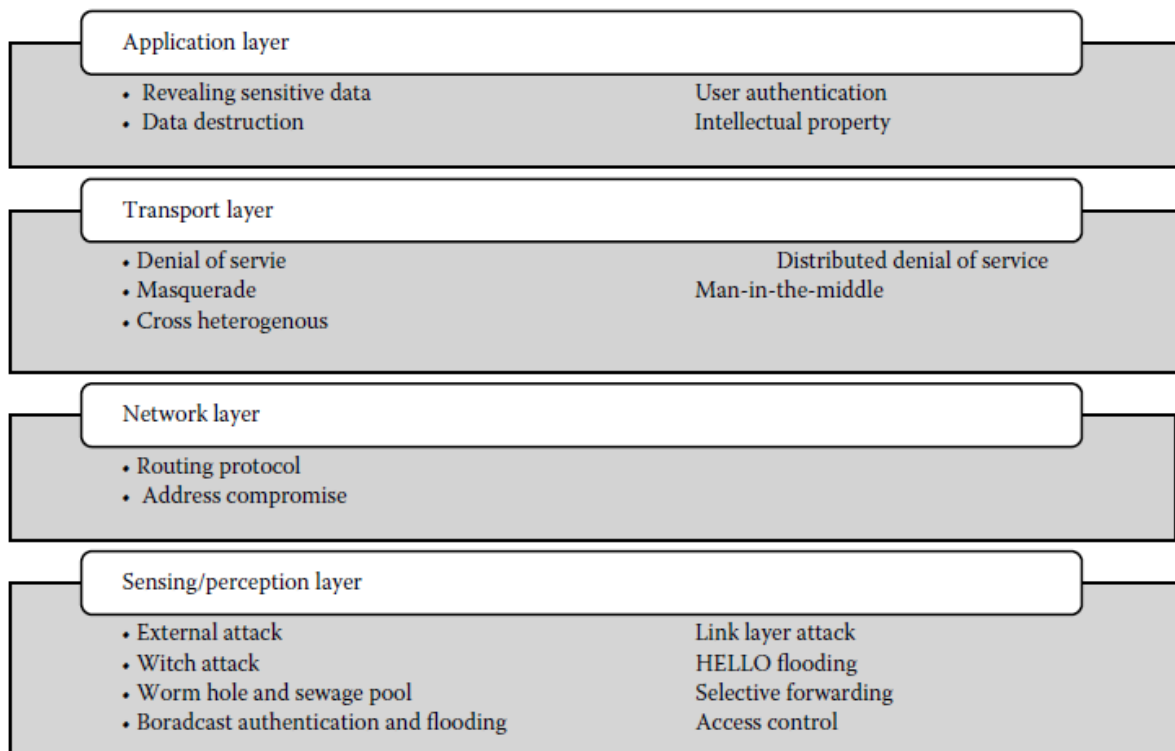 Application layer
• Revealing sensitive data User authentication
• Data destruction Intellectual property
Transport layer
• Denial of servie Distributed denial of service
• Masquerade Man-in-the-middle
• Cross heterogenous
Network layer
• Routing protocol
• Address compromise
Sensing/perception layer
• External attack Link layer attack
• Witch attack HELLO flooding
• Worm hole and sewage pool Selective forwarding
• Boradcast authentication and flooding Access control